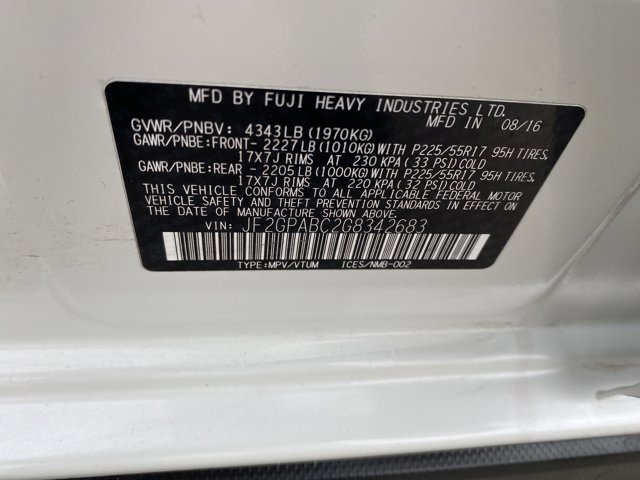 MFD BY FUJI HEAVY INDUSTRIES LTD.
MFD IN 08/16
GVWR/PNBV: 4343LB(1970KG)
GAWR/PNBE:FRONT- 2227LB(1010KG)WITH P225/55R17 95H TIRES,
17X7J RIMS AT 230 KPA(33 PSI)COLD
GAWR/PNBE:REAR - 2205LB(1000KG)WITH P225/55R17 95H TIRES,
17X7J RIMS AT 220 KPA(32 PSI)COLD
THIS VEHICLE CONFORMS TO ALL APPLICABLE FEDERAL MOTOR
VEHICLE SAFETY AND THEFT PREVENTION STANDARDS IN EFFECT ON
THE DATE OF MANUFACTURE SHOWN ABOVE.
VIN: JF2GPABC2G8342683
TYPE:MPV/VTUM ICES/NMB-002